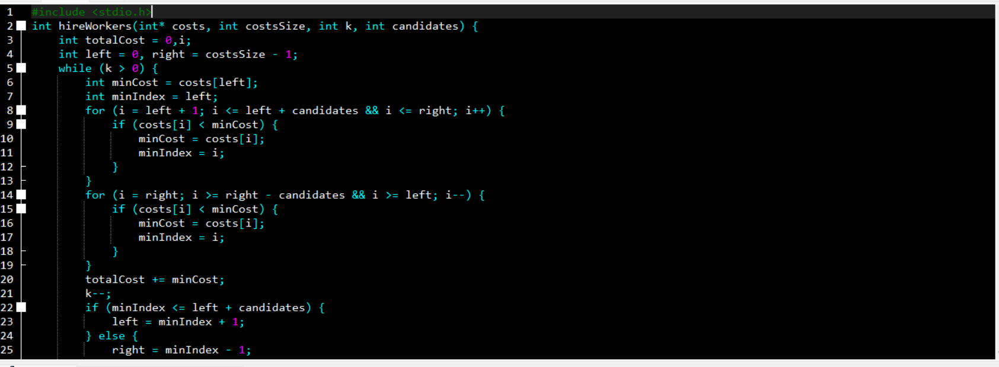 1 #include <stdio.h>
2 int hireWorkers(int* costs, int costsSize, int k, int candidates) {
3 int totalCost = 0,i;
4 int left = 0, right = costsSize - 1;
5 while (k > 0) {
6 int minCost = costs[left];
7 int minIndex = left;
8 for (i = left + 1; i <= left + candidates && i <= right; i++) {
9 if (costs[i] < minCost) {
10 minCost = costs[i];
11 minIndex = i;
12 }
13 }
14 for (i = right; i >= right - candidates && i >= left; i--) {
15 if (costs[i] < minCost) {
16 minCost = costs[i];
17 minIndex = i;
18 }
19 }
20 totalCost += minCost;
21 k--;
22 if (minIndex <= left + candidates) {
23 left = minIndex + 1;
24 } else {
25 right = minIndex - 1;